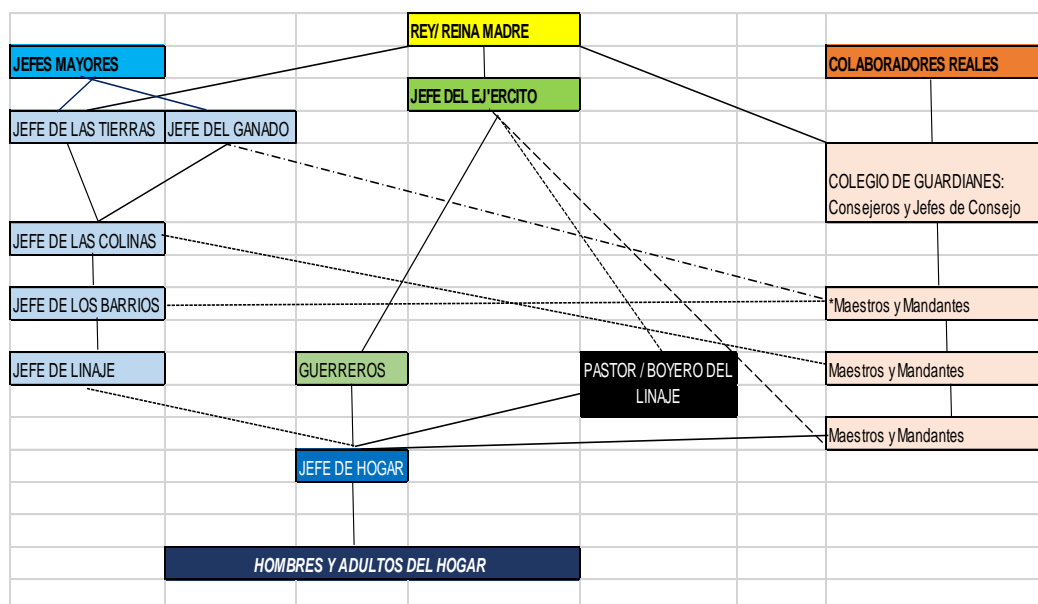 REY/ REINA MADRE
JEFES MAYORES
COLABORADORES REALES
JEFE DEL EJ'ERCITO
JEFE DE LAS TIERRAS
JEFE DEL GANADO
COLEGIO DE GUARDIANES:
Consejeros y Jefes de Consejo
JEFE DE LAS COLINAS
JEFE DE LOS BARRIOS
*Maestros y Mandantes
JEFE DE LINAJE
GUERREROS
PASTOR / BOYERO DEL
LINAJE
Maestros y Mandantes
Maestros y Mandantes
JEFE DE HOGAR
HOMBRES Y ADULTOS DEL HOGAR